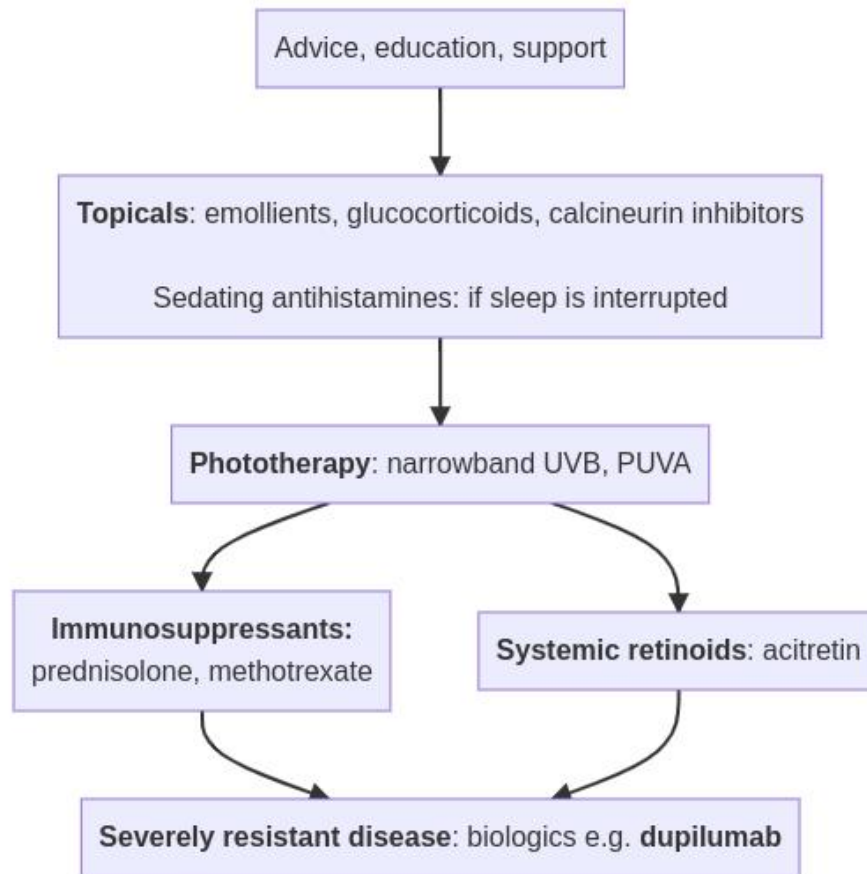 Advice, education, support
Topicals: emollients, glucocorticoids, calcineurin inhibitors
Sedating antihistamines: if sleep is interrupted
Phototherapy: narrowband UVB, PUVA
Immunosuppressants:
prednisolone, methotrexate
Systemic retinoids: acitretin
Severely resistant disease: biologics e.g. dupilumab